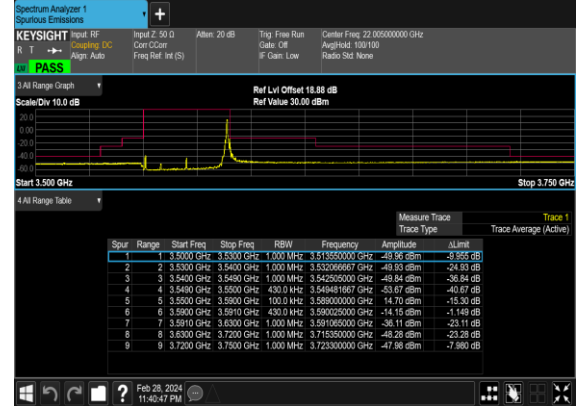 Spectrum Analyzer 1
Spurious Emissions
KEYSIGHT Input: RF Input Z: 50 Ω Atten: 20 dB Trig: Free Run Center Freq: 22.005000000 GHz
R T Coupling: DC Corr CCorr Gate: Off Avg|Hold: 100/100
Align: Auto Freq Ref: Int (S) IF Gain: Low Radio Std: None
PASS
3 All Range Graph
Ref Lvl Offset 18.88 dB
Scale/Div 10.0 dB Ref Value 30.00 dBm
20.0
0.00
-20.0
-40.0
-60.0
Start 3.500 GHz Stop 3.750 GHz
4 All Range Table
Measure Trace Trace 1
Trace Type Trace Average (Active)
Spur Range Start Freq Stop Freq RBW Frequency Amplitude ΔLimit
1 1 3.5000 GHz 3.5300 GHz 1.000 MHz 3.513550000 GHz -49.96 dBm -9.955 dB
2 2 3.5300 GHz 3.5400 GHz 1.000 MHz 3.532066667 GHz -49.93 dBm -24.93 dB
3 3 3.5400 GHz 3.5490 GHz 1.000 MHz 3.542505000 GHz -49.84 dBm -36.84 dB
4 4 3.5490 GHz 3.5500 GHz 430.0 kHz 3.549481667 GHz -53.67 dBm -40.67 dB
5 5 3.5500 GHz 3.5900 GHz 100.0 kHz 3.589000000 GHz 14.70 dBm -15.30 dB
6 6 3.5900 GHz 3.5910 GHz 430.0 kHz 3.590025000 GHz -14.15 dBm -1.149 dB
7 7 3.5910 GHz 3.6300 GHz 1.000 MHz 3.591065000 GHz -36.11 dBm -23.11 dB
8 8 3.6300 GHz 3.7200 GHz 1.000 MHz 3.715350000 GHz -48.28 dBm -23.28 dB
9 9 3.7200 GHz 3.7500 GHz 1.000 MHz 3.723300000 GHz -47.98 dBm -7.980 dB
Feb 28, 2024
11:40:47 PM